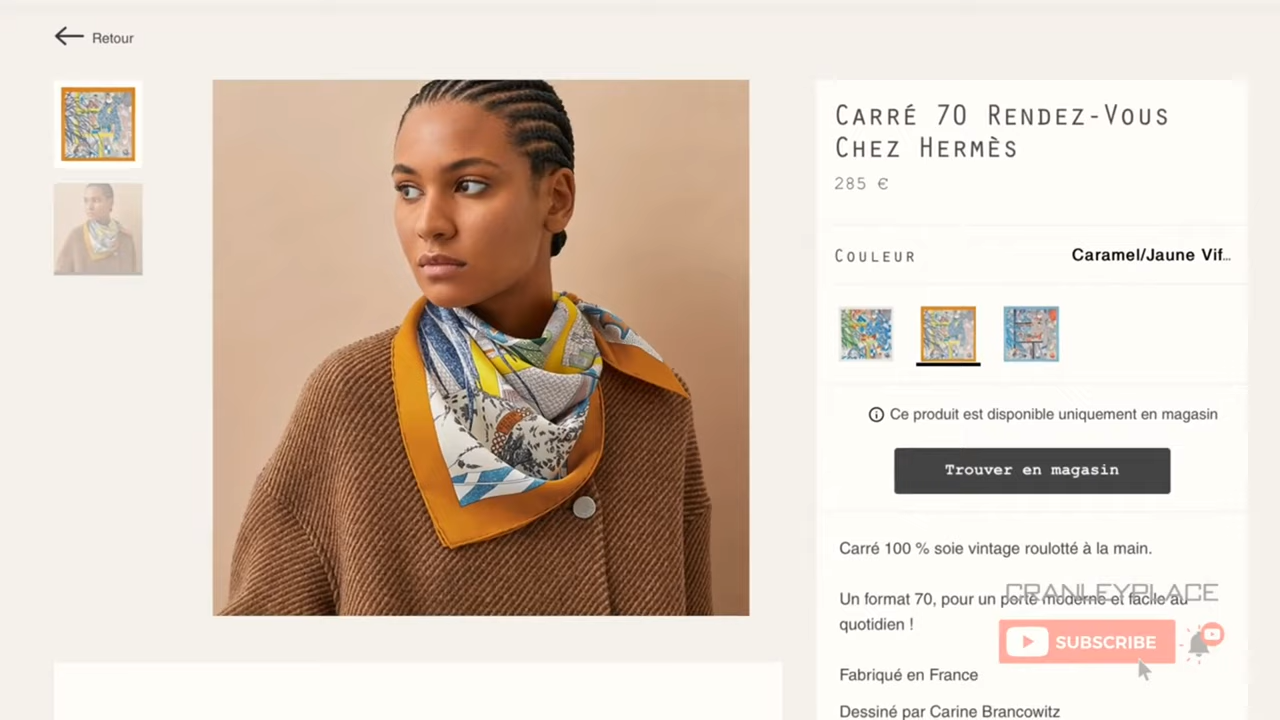 Retour
CARRÉ 70 RENDEZ-VOUS
CHEZ HERMÈS
285 €
COULEUR
Caramel/Jaune Vif...
Ce produit est disponible uniquement en magasin
Trouver en magasin
Carré 100 % soie vintage roulotté à la main.
CRANLEYPLACE
Un format 70, pour un porté moderne et facile au
quotidien !
SUBSCRIBE
Fabriqué en France
Dessiné par Carine Brancowitz